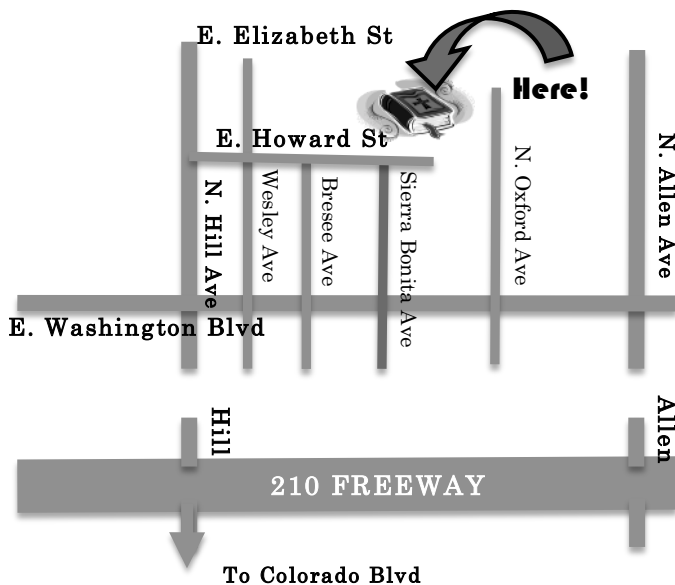 E. Elizabeth St
Here!
E. Howard St
N. Hill Ave
Wesley Ave
Bresee Ave
Sierra Bonita Ave
N. Oxford Ave
N. Allen Ave
E. Washington Blvd
Hill
Allen
210 FREEWAY
To Colorado Blvd